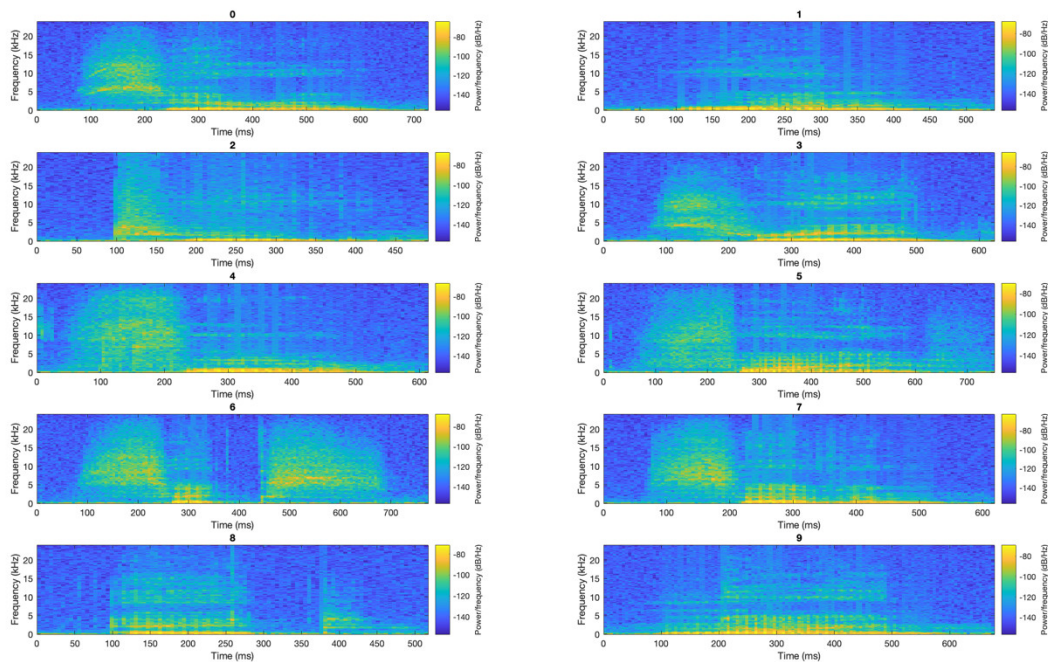 0
Frequency (kHz)
20
15
10
5
0
0 100 200 300 400 500 600 700
Time (ms)
-80
-100
-120
-140
Power/frequency (dB/Hz)
1
Frequency (kHz)
20
15
10
5
0
0 50 100 150 200 250 300 350 400 450 500
Time (ms)
-80
-100
-120
-140
Power/frequency (dB/Hz)
2
Frequency (kHz)
20
15
10
5
0
0 50 100 150 200 250 300 350 400 450
Time (ms)
-80
-100
-120
-140
Power/frequency (dB/Hz)
3
Frequency (kHz)
20
15
10
5
0
0 100 200 300 400 500 600
Time (ms)
-80
-100
-120
-140
Power/frequency (dB/Hz)
4
Frequency (kHz)
20
15
10
5
0
0 100 200 300 400 500 600
Time (ms)
-80
-100
-120
-140
Power/frequency (dB/Hz)
5
Frequency (kHz)
20
15
10
5
0
0 100 200 300 400 500 600 700
Time (ms)
-80
-100
-120
-140
Power/frequency (dB/Hz)
6
Frequency (kHz)
20
15
10
5
0
0 100 200 300 400 500 600 700
Time (ms)
-80
-100
-120
-140
Power/frequency (dB/Hz)
7
Frequency (kHz)
20
15
10
5
0
0 100 200 300 400 500 600
Time (ms)
-80
-100
-120
-140
Power/frequency (dB/Hz)
8
Frequency (kHz)
20
15
10
5
0
0 50 100 150 200 250 300 350 400 450 500
Time (ms)
-80
-100
-120
-140
Power/frequency (dB/Hz)
9
Frequency (kHz)
20
15
10
5
0
0 100 200 300 400 500 600
Time (ms)
-80
-100
-120
-140
Power/frequency (dB/Hz)